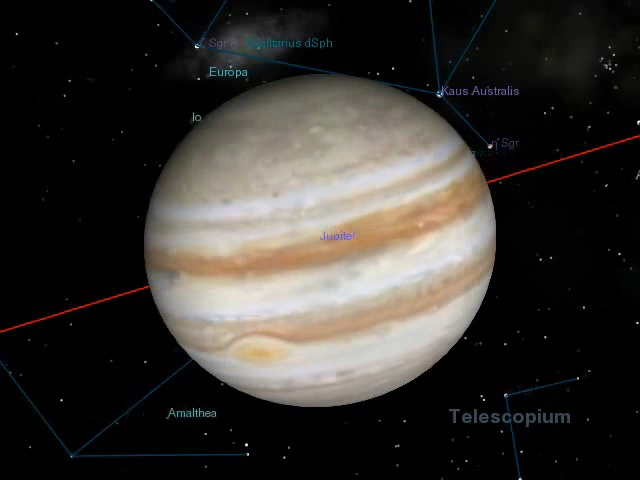 ζ Sgr
Sagittarius dSph
Europa
Kaus Australis
Io
η Sgr
Jupiter
Amalthea
Telescopium